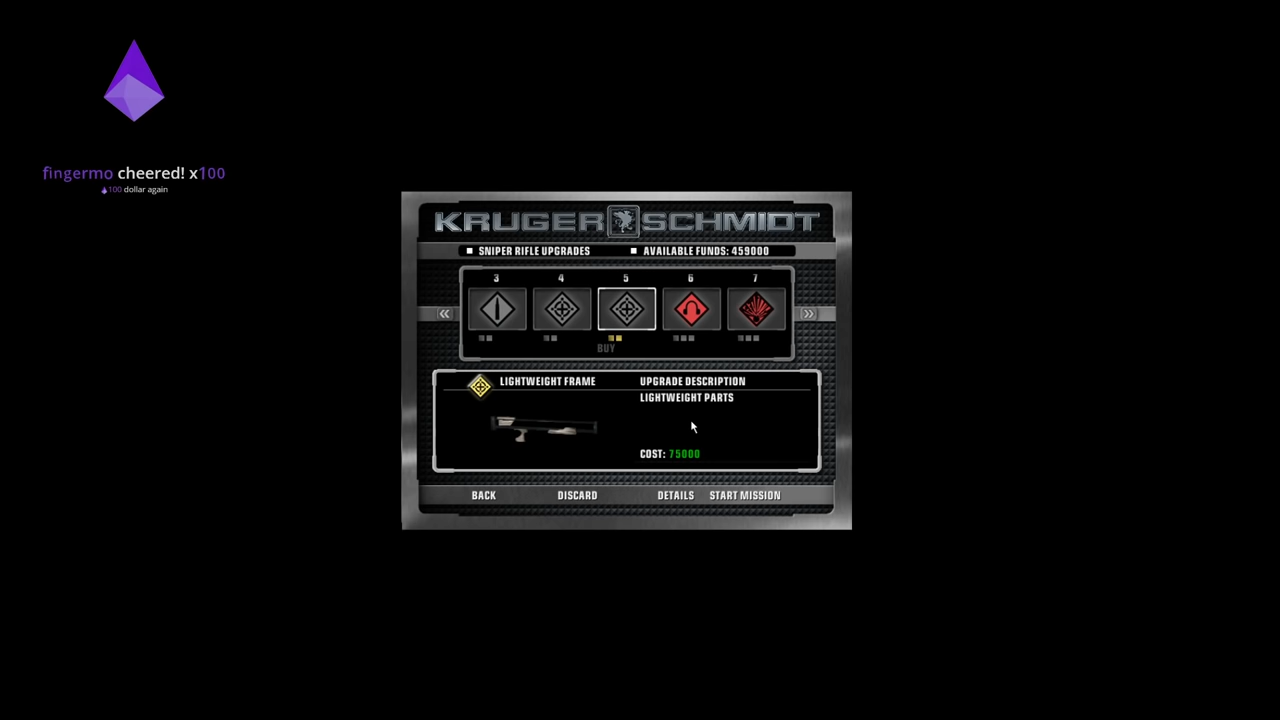 fingermo cheered! x100
100 dollar again
KRUGER SCHMIDT
SNIPER RIFLE UPGRADES AVAILABLE FUNDS: 459000
3 4 5 6 7
BUY
LIGHTWEIGHT FRAME UPGRADE DESCRIPTION
LIGHTWEIGHT PARTS
COST: 75000
BACK DISCARD DETAILS START MISSION